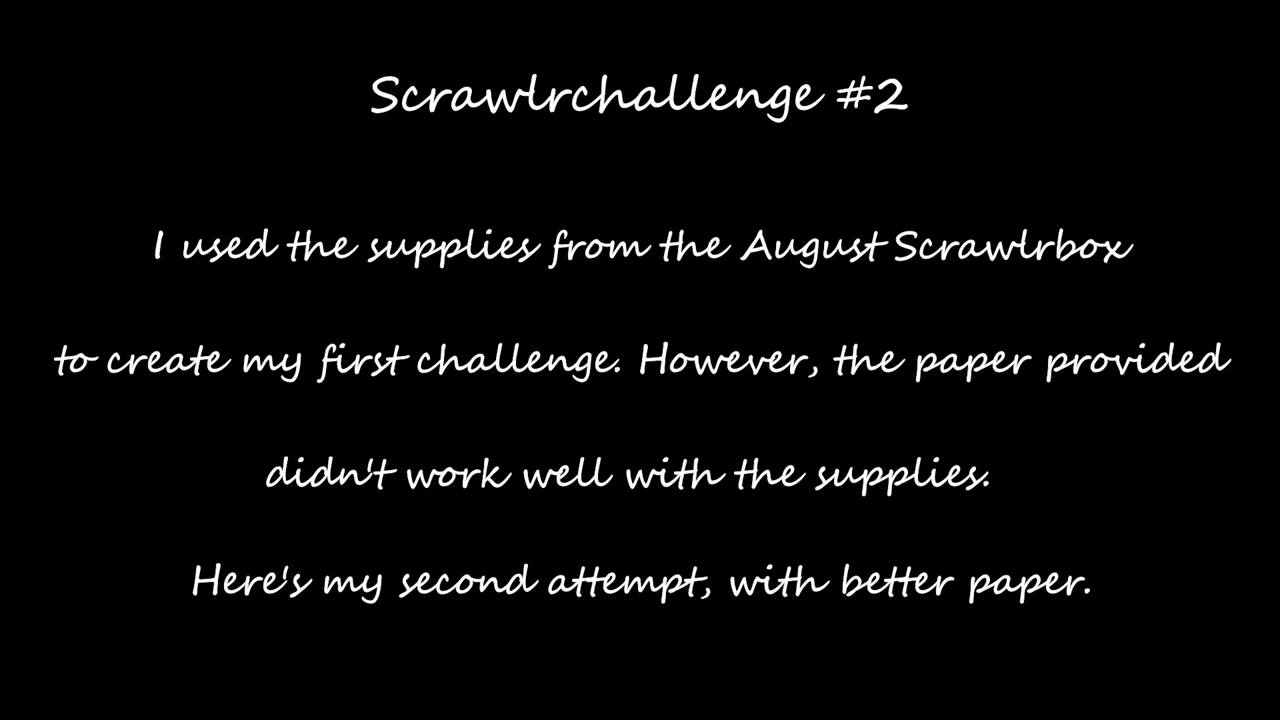 Scrawlrchallenge #2
I used the supplies from the August Scrawlrbox
to create my first challenge. However, the paper provided
didn't work well with the supplies.
Here's my second attempt, with better paper.